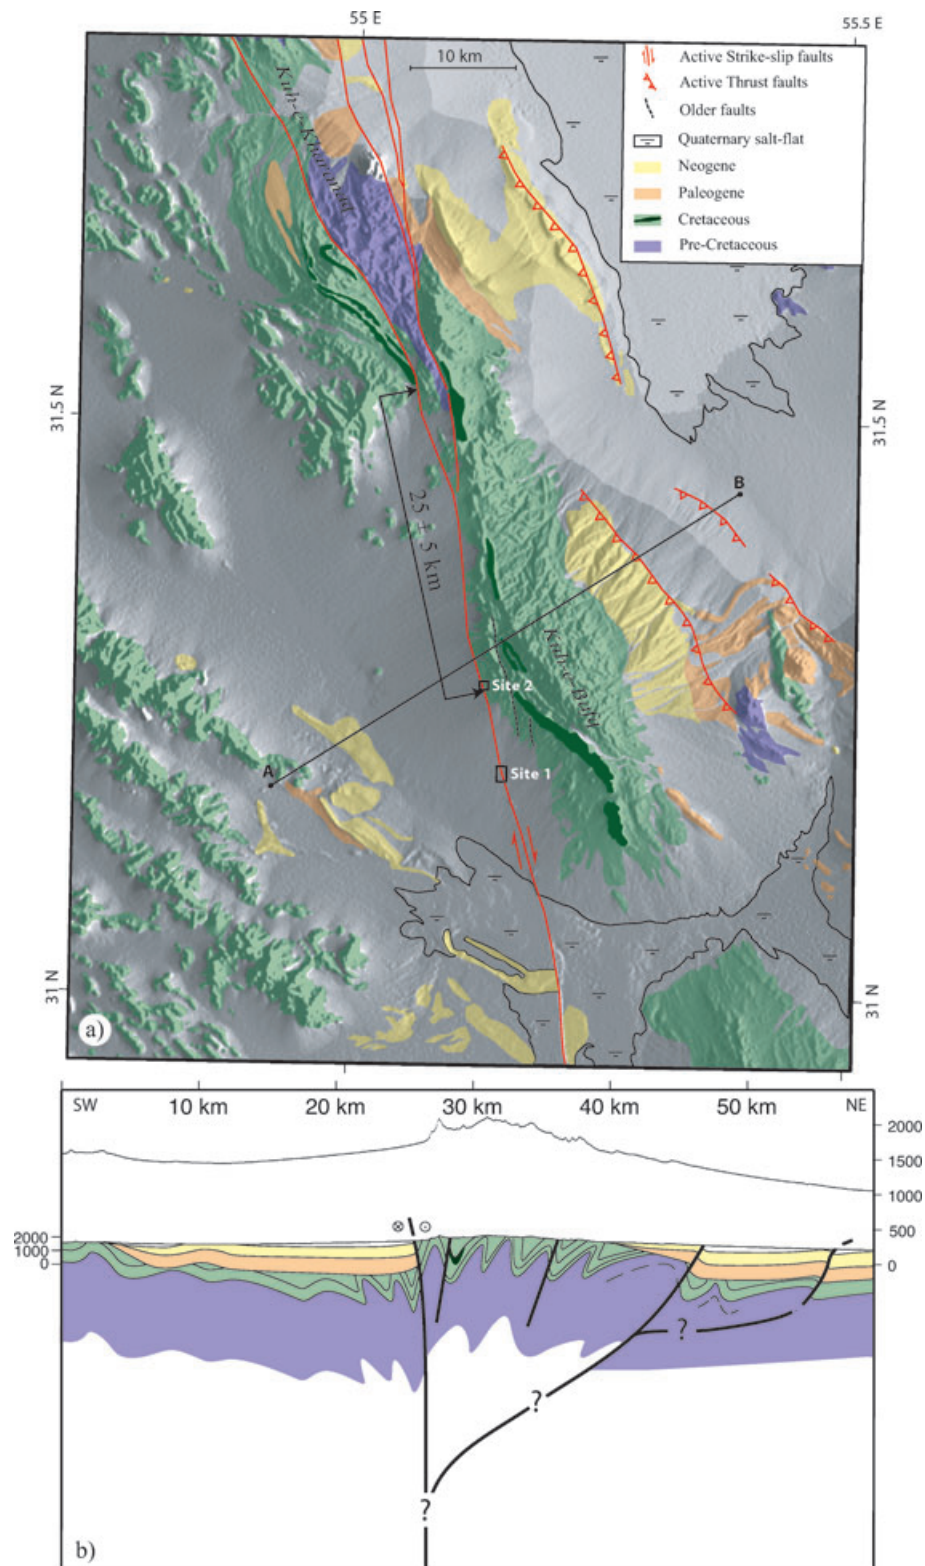 55 E
55.5 E
10 km
Active Strike-slip faults
Active Thrust faults
Older faults
Quaternary salt-flat
Neogene
Paleogene
Cretaceous
Pre-Cretaceous
Kuh-e-Kharanaq
31.5 N
31.5 N
B
25 ± 5 km
Kuh-e-Bafq
Site 2
A
Site 1
31 N
31 N
a)
SW
10 km
20 km
30 km
40 km
50 km
NE
2000
1500
1000
500
0
2000
1000
0
?
?
?
b)